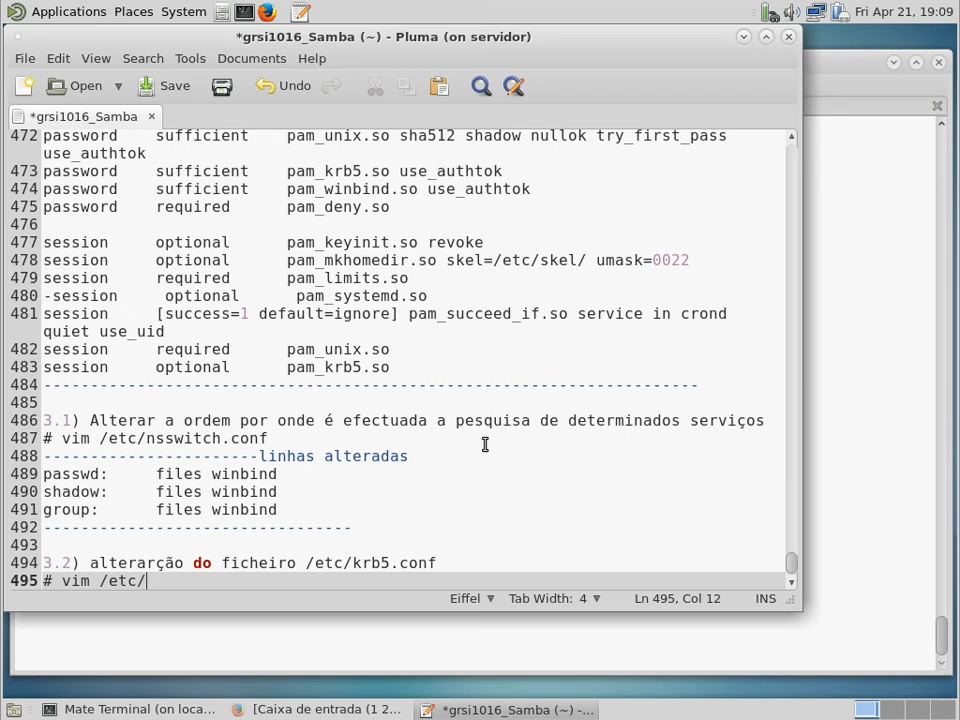 Applications Places System Fri Apr 21, 19:09
*grsi1016_Samba (~) - Pluma (on servidor)
File Edit View Search Tools Documents Help
Open Save Undo
*grsi1016_Samba
472 password sufficient pam_unix.so sha512 shadow nullok try_first_pass
use_authtok
473 password sufficient pam_krb5.so use_authtok
474 password sufficient pam_winbind.so use_authtok
475 password required pam_deny.so
476
477 session optional pam_keyinit.so revoke
478 session optional pam_mkhomedir.so skel=/etc/skel/ umask=0022
479 session required pam_limits.so
480 -session optional pam_systemd.so
481 session [success=1 default=ignore] pam_succeed_if.so service in crond
quiet use_uid
482 session required pam_unix.so
483 session optional pam_krb5.so
484 ----------------------------------------------------------------------
485
486 3.1) Alterar a ordem por onde é efectuada a pesquisa de determinados serviços
487 # vim /etc/nsswitch.conf
488 -----------------------linhas alteradas
489 passwd: files winbind
490 shadow: files winbind
491 group: files winbind
492 ---------------------------------
493
494 3.2) alterarção do ficheiro /etc/krb5.conf
495 # vim /etc/
Eiffel Tab Width: 4 Ln 495, Col 12 INS
Mate Terminal (on loca... [Caixa de entrada (1 2... *grsi1016_Samba (~) -...